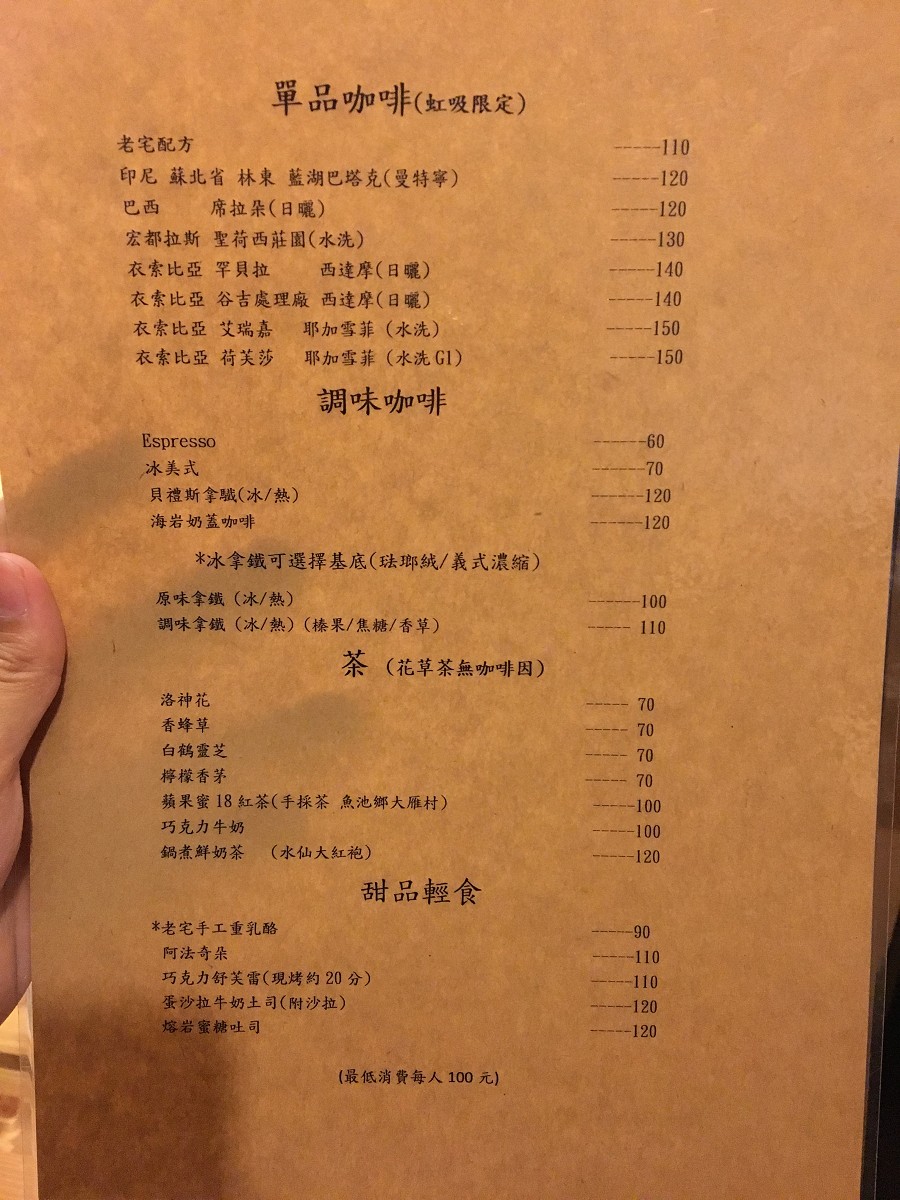 單品咖啡(虹吸限定)
老宅配方 -----110
印尼 蘇北省 林東 藍湖巴塔克(曼特寧) -----120
巴西 席拉朵(日曬) -----120
宏都拉斯 聖荷西莊園(水洗) -----130
衣索比亞 罕貝拉 西達摩(日曬) -----140
衣索比亞 谷吉處理廠 西達摩(日曬) -----140
衣索比亞 艾瑞嘉 耶加雪菲 (水洗) -----150
衣索比亞 荷芙莎 耶加雪菲 (水洗G1) -----150
調味咖啡
Espresso ------60
冰美式 ------70
貝禮斯拿驖(冰/熱) ------120
海岩奶蓋咖啡 ------120
*冰拿鐵可選擇基底(琺瑯絨/義式濃縮)
原味拿鐵 (冰/熱) ------100
調味拿鐵 (冰/熱) (榛果/焦糖/香草) ----- 110
茶 (花草茶無咖啡因)
洛神花 ----- 70
香蜂草 ----- 70
白鶴靈芝 ----- 70
檸檬香茅 ----- 70
蘋果蜜18紅茶(手採茶 魚池鄉大雁村) -----100
巧克力牛奶 -----100
鍋煮鮮奶茶 (水仙大紅袍) -----120
甜品輕食
*老宅手工重乳酪 -----90
阿法奇朵 -----110
巧克力舒芙雷(現烤約20分) -----110
蛋沙拉牛奶土司(附沙拉) -----120
熔岩蜜糖吐司 -----120
(最低消費每人100元)